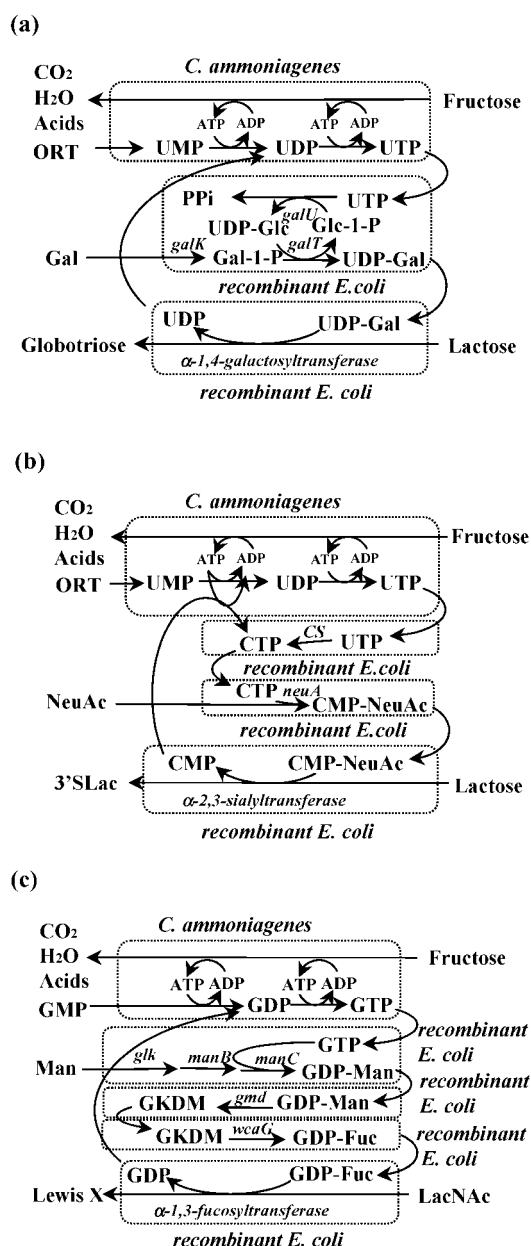 (a)
C. ammoniagenes
CO2
H2O
Acids
ORT
Fructose
ATP ADP ATP ADP
UMP UDP UTP
PPi UTP
UDP-Glc galU Glc-1-P
Gal galK Gal-1-P galT UDP-Gal
recombinant E.coli
UDP UDP-Gal
Globotriose Lactose
α-1,4-galactosyltransferase
recombinant E. coli
(b)
C. ammoniagenes
CO2
H2O
Acids
ORT
Fructose
ATP ADP ATP ADP
UMP UDP UTP
CTP CS UTP
recombinant E.coli
CTP neuA
NeuAc CMP-NeuAc
recombinant E.coli
CMP CMP-NeuAc
3'SLac Lactose
α-2,3-sialyltransferase
recombinant E. coli
(c)
C. ammoniagenes
CO2
H2O
Acids
GMP
Fructose
ATP ADP ATP ADP
GDP GTP
GTP
recombinant
E. coli
Man glk manB manC GDP-Man
GKDM gmd GDP-Man
recombinant
E. coli
GKDM wcaG GDP-Fuc
recombinant
E. coli
GDP GDP-Fuc
Lewis X LacNAc
α-1,3-fucosyltransferase
recombinant E. coli